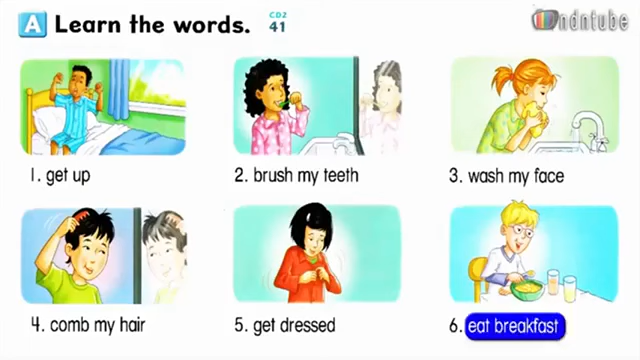 A Learn the words. CD2 41
ndntube
1. get up
2. brush my teeth
3. wash my face
4. comb my hair
5. get dressed
6. eat breakfast